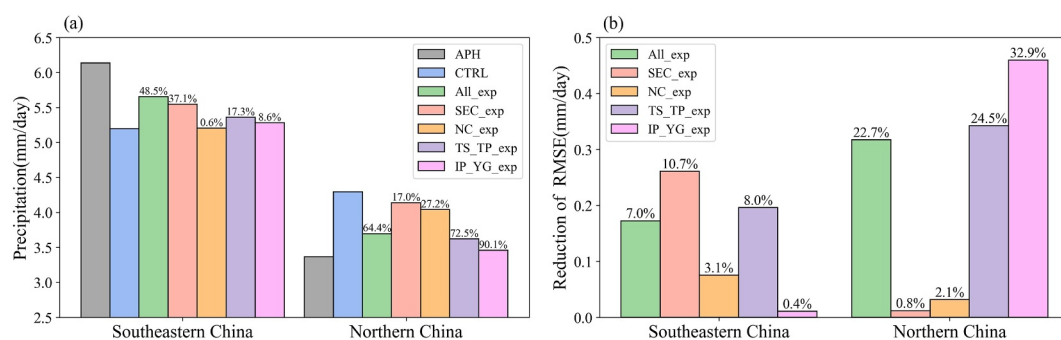 (a)
Precipitation(mm/day)
6.5
6.0
5.5
5.0
4.5
4.0
3.5
3.0
2.5
48.5%
37.1%
0.6%
17.3%
8.6%
64.4%
17.0%
27.2%
72.5%
90.1%
APH
CTRL
All_exp
SEC_exp
NC_exp
TS_TP_exp
IP_YG_exp
Southeastern China
Northern China
(b)
Reduction of RMSE(mm/day)
0.5
0.4
0.3
0.2
0.1
0.0
All_exp
SEC_exp
NC_exp
TS_TP_exp
IP_YG_exp
7.0%
10.7%
3.1%
8.0%
0.4%
22.7%
0.8%
2.1%
24.5%
32.9%
Southeastern China
Northern China